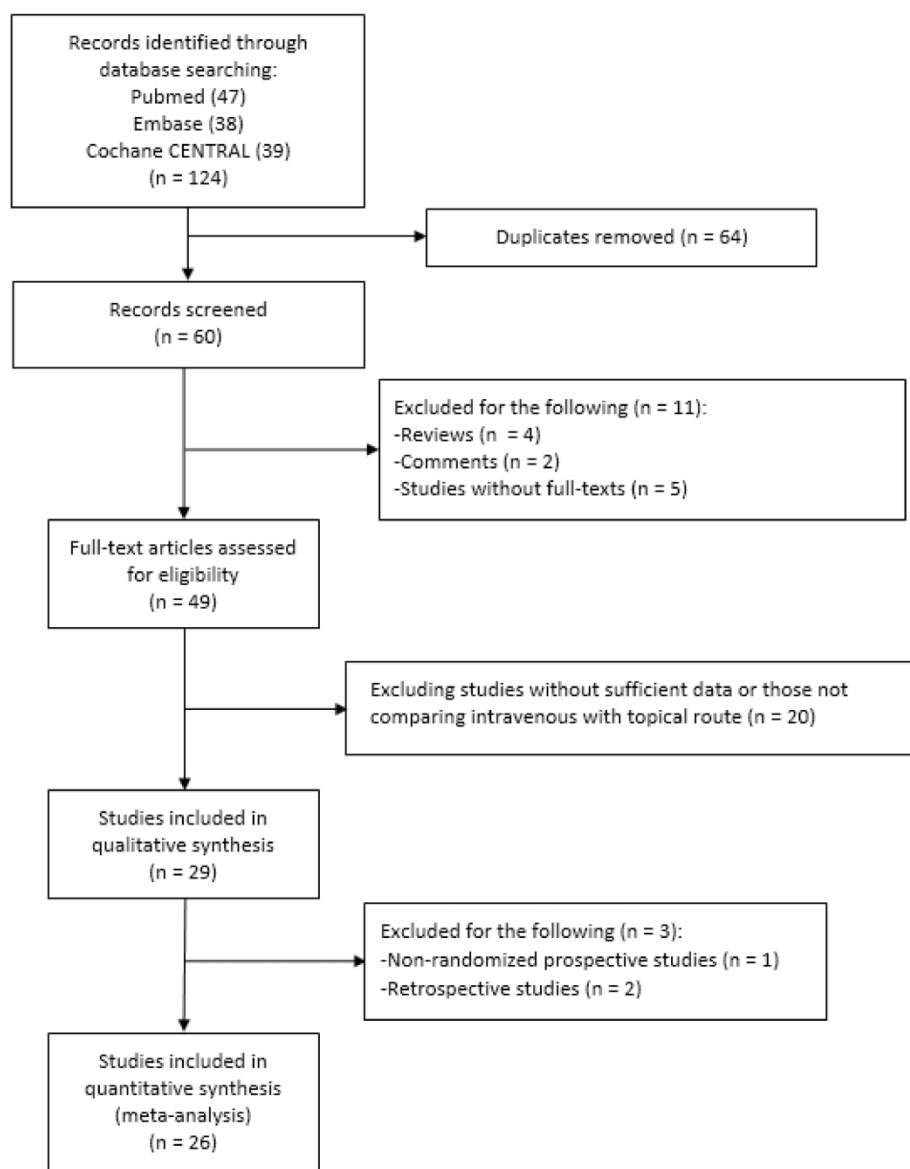 Records identified through
database searching:
Pubmed (47)
Embase (38)
Cochane CENTRAL (39)
(n = 124)
Duplicates removed (n = 64)
Records screened
(n = 60)
Excluded for the following (n = 11):
-Reviews (n = 4)
-Comments (n = 2)
-Studies without full-texts (n = 5)
Full-text articles assessed
for eligibility
(n = 49)
Excluding studies without sufficient data or those not
comparing intravenous with topical route (n = 20)
Studies included in
qualitative synthesis
(n = 29)
Excluded for the following (n = 3):
-Non-randomized prospective studies (n = 1)
-Retrospective studies (n = 2)
Studies included in
quantitative synthesis
(meta-analysis)
(n = 26)